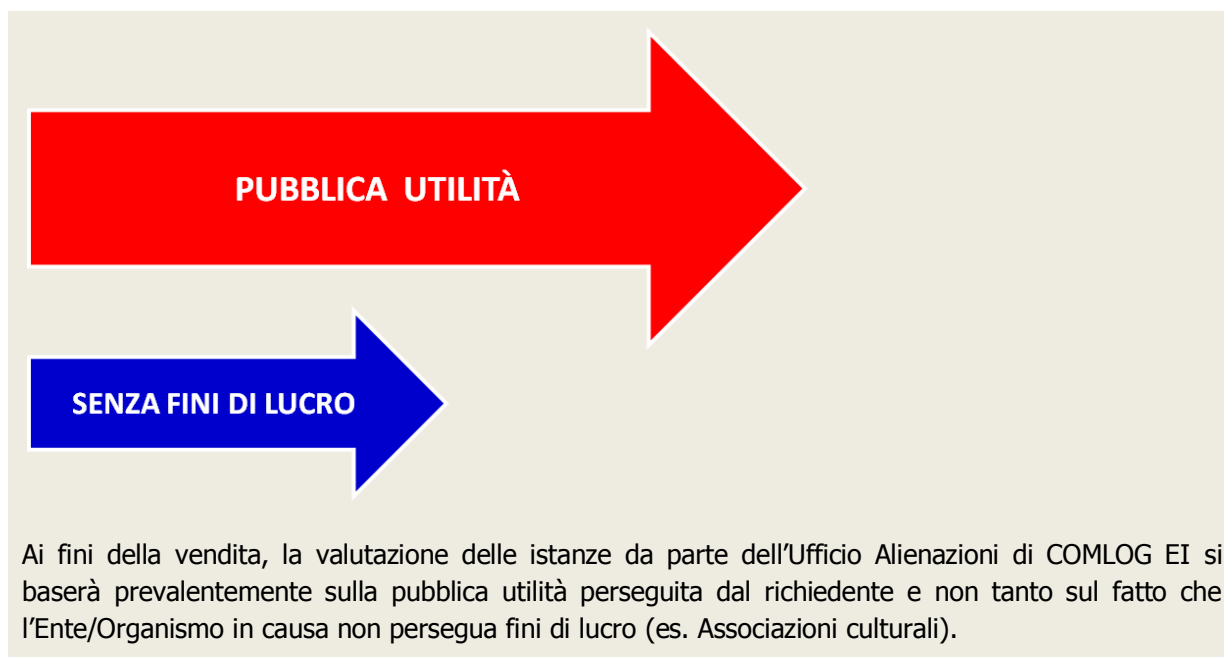 PUBBLICA UTILITÀ
SENZA FINI DI LUCRO
Ai fini della vendita, la valutazione delle istanze da parte dell'Ufficio Alienazioni di COMLOG EI si
baserà prevalentemente sulla pubblica utilità perseguita dal richiedente e non tanto sul fatto che
l'Ente/Organismo in causa non persegua fini di lucro (es. Associazioni culturali).